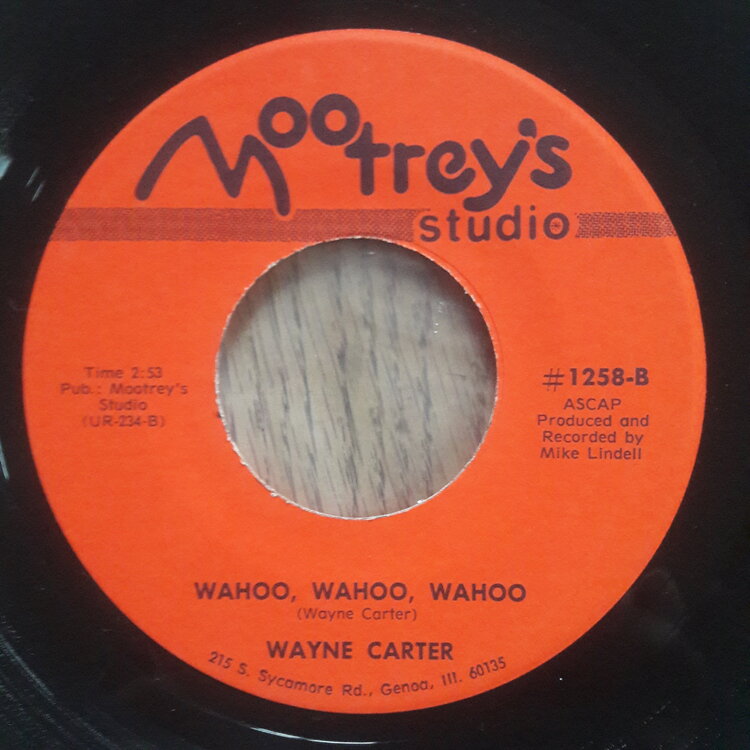 Mootrey's
studio
Time 2:53
Pub.: Mootrey's
Studio
(UR-234-B)
#1258-B
ASCAP
Produced and
Recorded by
Mike Lindell
WAHOO, WAHOO, WAHOO
(Wayne Carter)
WAYNE CARTER
215 S. Sycamore Rd., Genoa, Ill. 60135